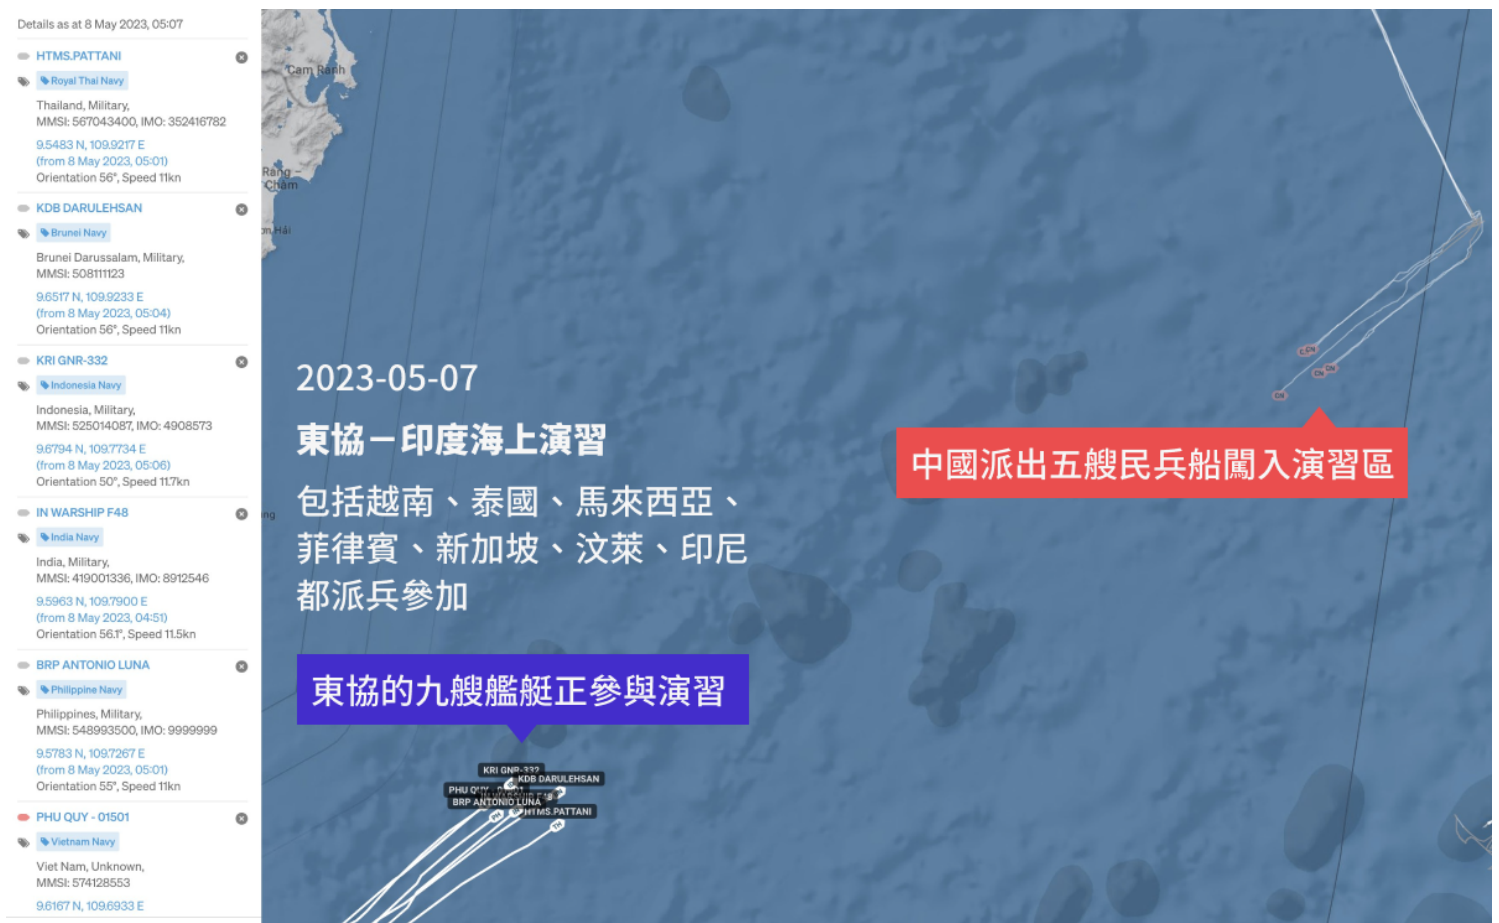 Details as at 8 May 2023, 05:07
HTMS.PATTANI
Royal Thai Navy
Thailand, Military,
MMSI: 567043400, IMO: 352416782
9.5483 N, 109.9217 E
(from 8 May 2023, 05:01)
Orientation 56°, Speed 11kn
KDB DARULEHSAN
Brunei Navy
Brunei Darussalam, Military,
MMSI: 508111123
9.6517 N, 109.9233 E
(from 8 May 2023, 05:04)
Orientation 56°, Speed 11kn
KRI GNR-332
Indonesia Navy
Indonesia, Military,
MMSI: 525014087, IMO: 4908573
9.6794 N, 109.7734 E
(from 8 May 2023, 05:06)
Orientation 50°, Speed 11.7kn
IN WARSHIP F48
India Navy
India, Military,
MMSI: 419001336, IMO: 8912546
9.5963 N, 109.7900 E
(from 8 May 2023, 04:51)
Orientation 56.1°, Speed 11.5kn
BRP ANTONIO LUNA
Philippine Navy
Philippines, Military,
MMSI: 548993500, IMO: 9999999
9.5783 N, 109.7267 E
(from 8 May 2023, 05:01)
Orientation 55°, Speed 11kn
PHU QUY - 01501
Vietnam Navy
Viet Nam, Unknown,
MMSI: 574128553
9.6167 N, 109.6933 E
Cam Ranh
Rang –
Chàm
2023-05-07
東協－印度海上演習
包括越南、泰國、馬來西亞、
菲律賓、新加坡、汶萊、印尼
都派兵參加
中國派出五艘民兵船闖入演習區
CN
CN
CN
CN
東協的九艘艦艇正參與演習
KRI GNR-332
KDB DARULEHSAN
PHU QUY
BRP ANTONIO LUNA
HTMS.PATTANI
PH
TH